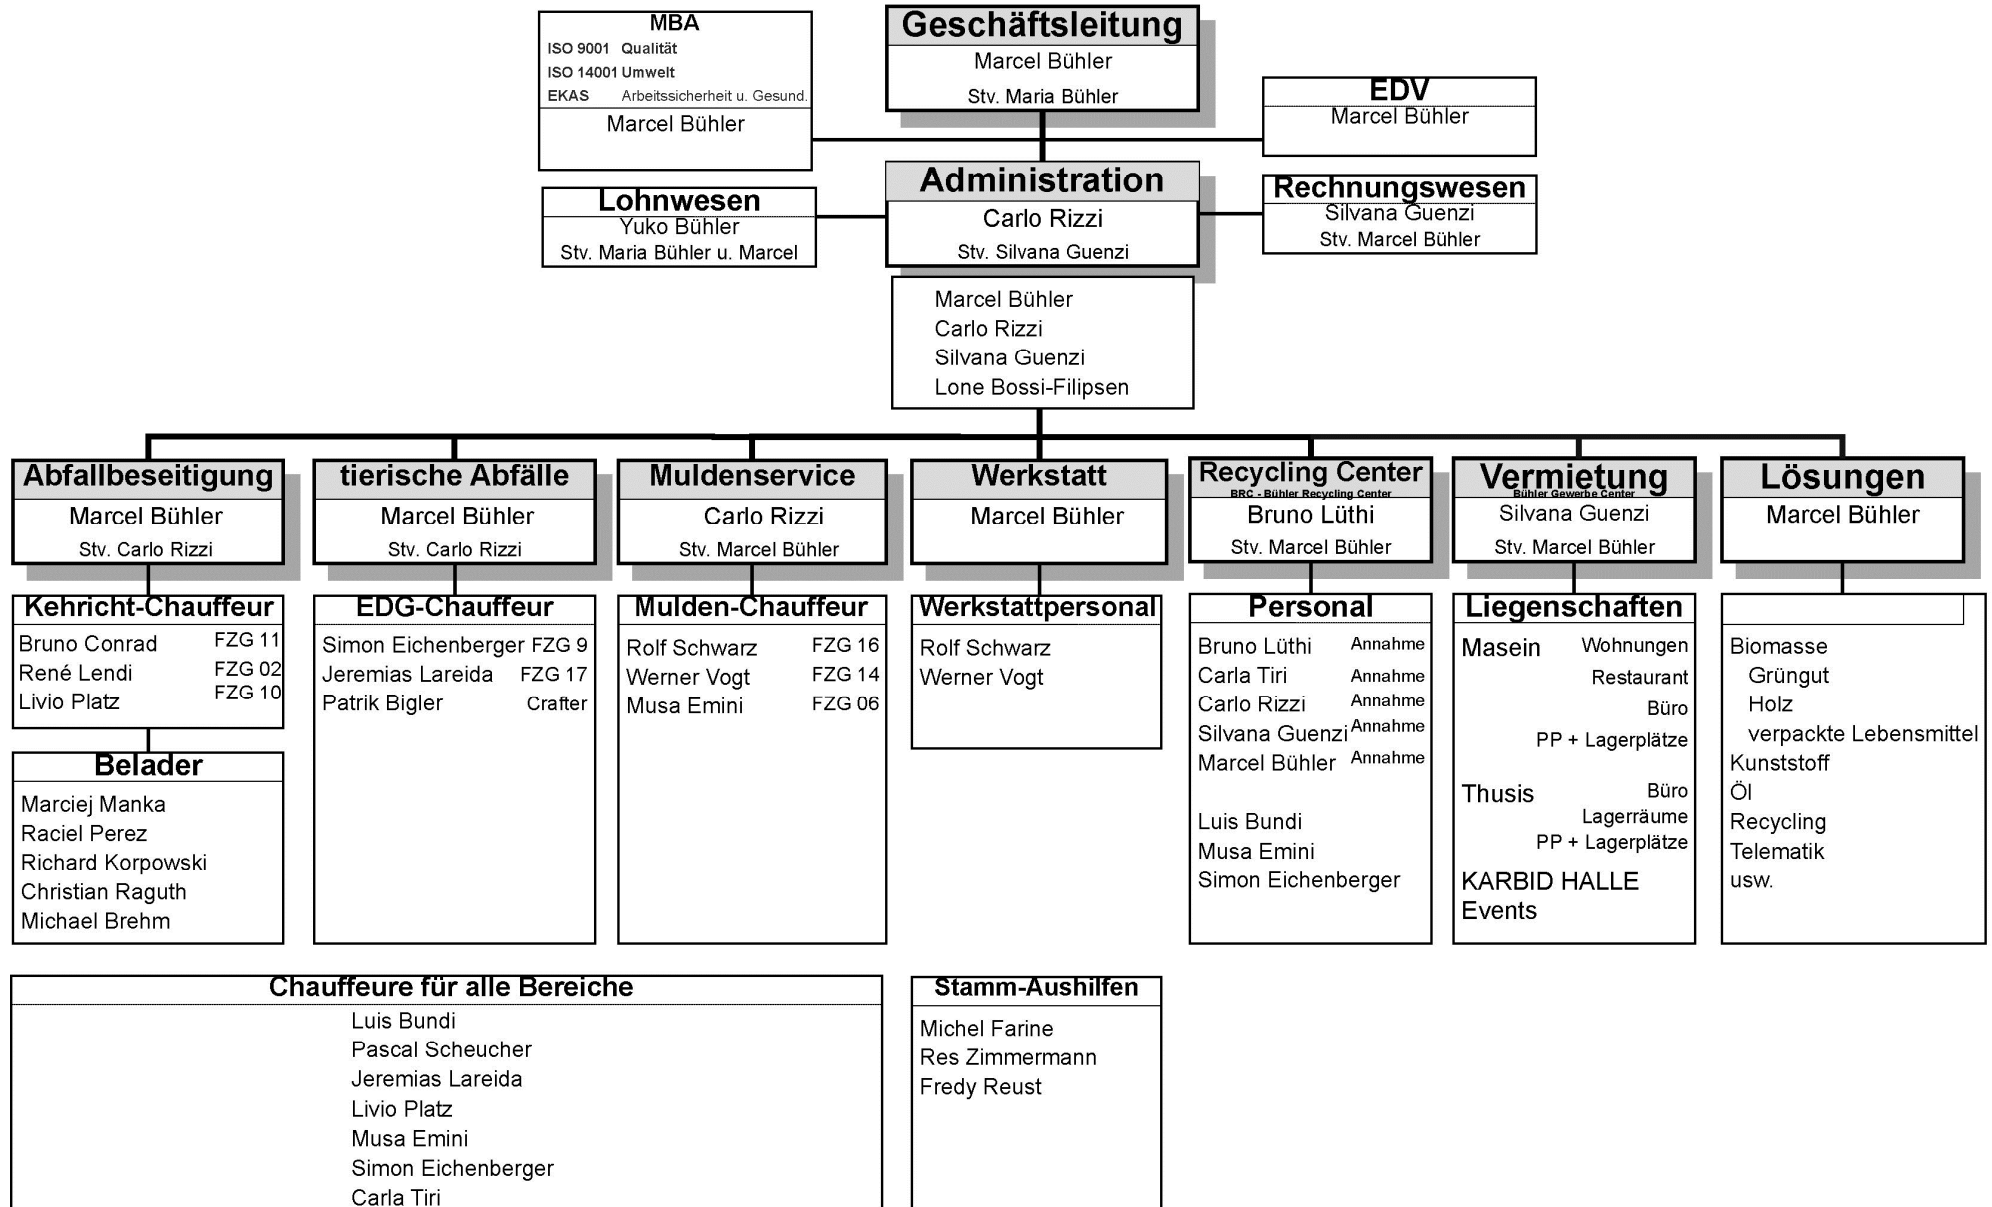 MBA
ISO 9001 Qualität
ISO 14001 Umwelt
EKAS Arbeitssicherheit u. Gesund.
Marcel Bühler
Geschäftsleitung
Marcel Bühler
Stv. Maria Bühler
EDV
Marcel Bühler
Lohnwesen
Yuko Bühler
Stv. Maria Bühler u. Marcel
Administration
Carlo Rizzi
Stv. Silvana Guenzi
Rechnungswesen
Silvana Guenzi
Stv. Marcel Bühler
Marcel Bühler
Carlo Rizzi
Silvana Guenzi
Lone Bossi-Filipsen
Abfallbeseitigung
Marcel Bühler
Stv. Carlo Rizzi
Kehricht-Chauffeur
Bruno Conrad FZG 11
René Lendi FZG 02
Livio Platz FZG 10
Belader
Marciej Manka
Raciel Perez
Richard Korpowski
Christian Raguth
Michael Brehm
tierische Abfälle
Marcel Bühler
Stv. Carlo Rizzi
EDG-Chauffeur
Simon Eichenberger FZG 9
Jeremias Lareida FZG 17
Patrik Bigler Crafter
Muldenservice
Carlo Rizzi
Stv. Marcel Bühler
Mulden-Chauffeur
Rolf Schwarz FZG 16
Werner Vogt FZG 14
Musa Emini FZG 06
Werkstatt
Marcel Bühler
Werkstattpersonal
Rolf Schwarz
Werner Vogt
Recycling Center
BRC - Bühler Recycling Center
Bruno Lüthi
Stv. Marcel Bühler
Personal
Bruno Lüthi Annahme
Carla Tiri Annahme
Carlo Rizzi Annahme
Silvana Guenzi Annahme
Marcel Bühler Annahme
Luis Bundi
Musa Emini
Simon Eichenberger
Vermietung
Bühler Gewerbe Center
Silvana Guenzi
Stv. Marcel Bühler
Liegenschaften
Masein Wohnungen
Restaurant
Büro
PP + Lagerplätze
Thusis Büro
Lagerräume
PP + Lagerplätze
KARBID HALLE
Events
Lösungen
Marcel Bühler
Biomasse
Grüngut
Holz
verpackte Lebensmittel
Kunststoff
Öl
Recycling
Telematik
usw.
Chauffeure für alle Bereiche
Luis Bundi
Pascal Scheucher
Jeremias Lareida
Livio Platz
Musa Emini
Simon Eichenberger
Carla Tiri
Stamm-Aushilfen
Michel Farine
Res Zimmermann
Fredy Reust